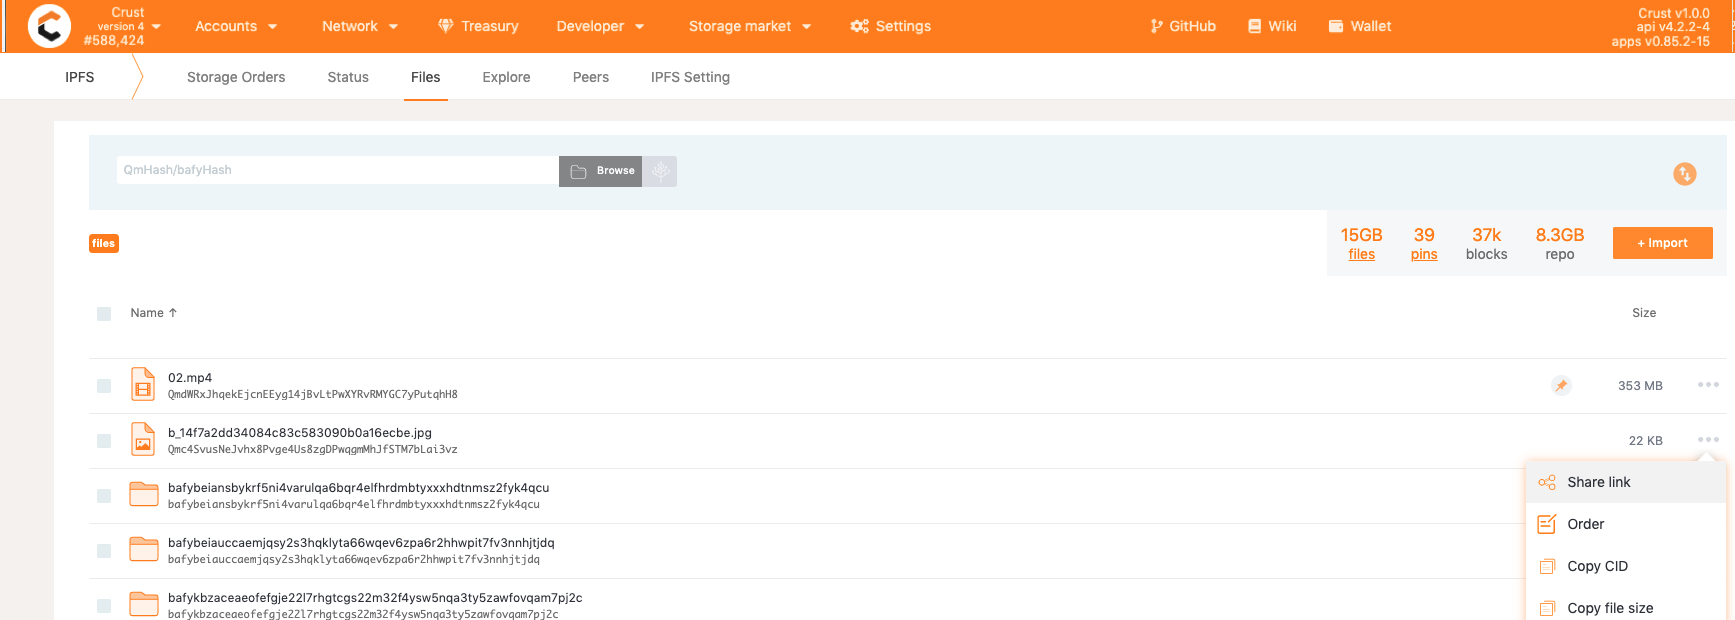 Crust
version 4
#588,424
Accounts
Network
Treasury
Developer
Storage market
Settings
GitHub
Wiki
Wallet
Crust v1.0.0
api v4.2.2-4
apps v0.85.2-15
IPFS
Storage Orders
Status
Files
Explore
Peers
IPFS Setting
QmHash/bafyHash
Browse
files
15GB
files
39
pins
37k
blocks
8.3GB
repo
+ Import
Name ↑
Size
02.mp4
QmdWRxJhqekEjcnEEyg14jBvLtPwXYRvRMYGC7yPutqhH8
353 MB
b_14f7a2dd34084c83c583090b0a16ecbe.jpg
Qmc4SvusNeJvhx8Pvge4Us8zgDPwqgmMhJfSTM7bLai3vz
22 KB
bafybeiansbykrf5ni4varulqa6bqr4elfhrdmbtyxxxhdtnmsz2fyk4qcu
bafybeiansbykrf5ni4varulqa6bqr4elfhrdmbtyxxxhdtnmsz2fyk4qcu
bafybeiauccaemjqsy2s3hqklyta66wqev6zpa6r2hhwpit7fv3nnhjtjdq
bafybeiauccaemjqsy2s3hqklyta66wqev6zpa6r2hhwpit7fv3nnhjtjdq
bafykbzaceaeofefgje22l7rhgtcgs22m32f4ysw5nqa3ty5zawfovqam7pj2c
bafykbzaceaeofefgje22l7rhgtcgs22m32f4ysw5nqa3ty5zawfovqam7pj2c
Share link
Order
Copy CID
Copy file size